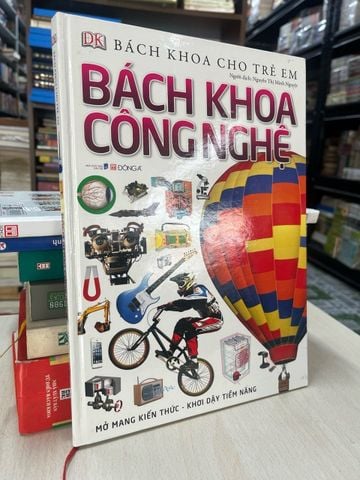 DK BÁCH KHOA CHO TRẺ EM
Người dịch: Nguyễn Thị Minh Nguyệt
BÁCH KHOA
CÔNG NGHỆ
ĐÔNG A
MỞ MANG KIẾN THỨC - KHƠI DẬY TIỀM NĂNG